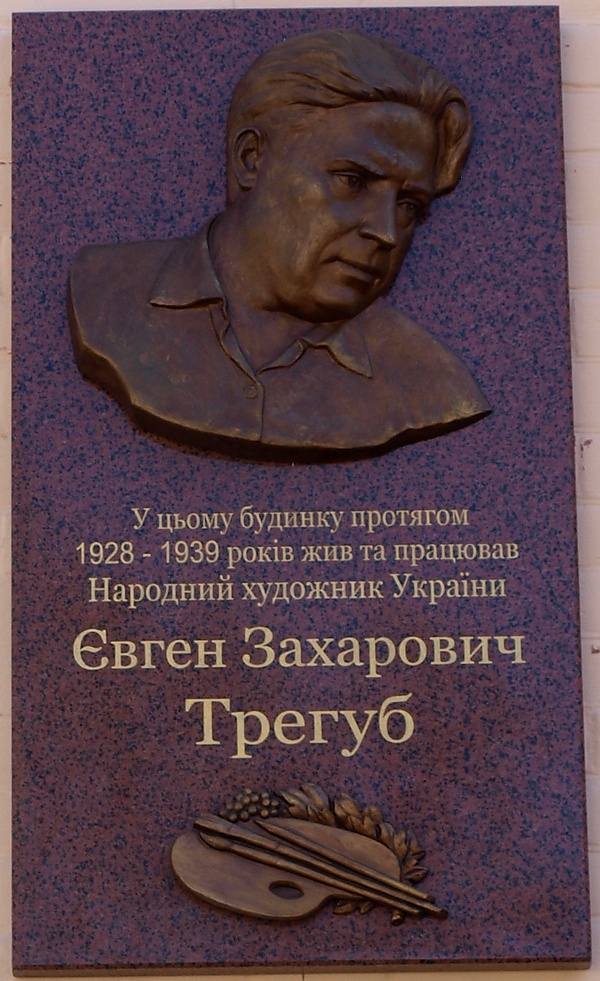 У цьому будинку протягом
1928 - 1939 років жив та працював
Народний художник України
Євген Захарович
Трегуб